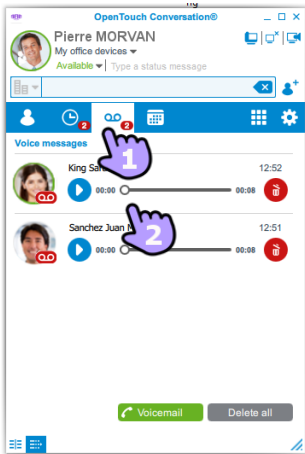 ng
OpenTouch Conversation®
Pierre MORVAN
My office devices
Available Type a status message
2 2
Voice messages
1
King 12:52
00:00 00:08
2
Sanchez Juan 12:51
00:00 00:08
Voicemail Delete all